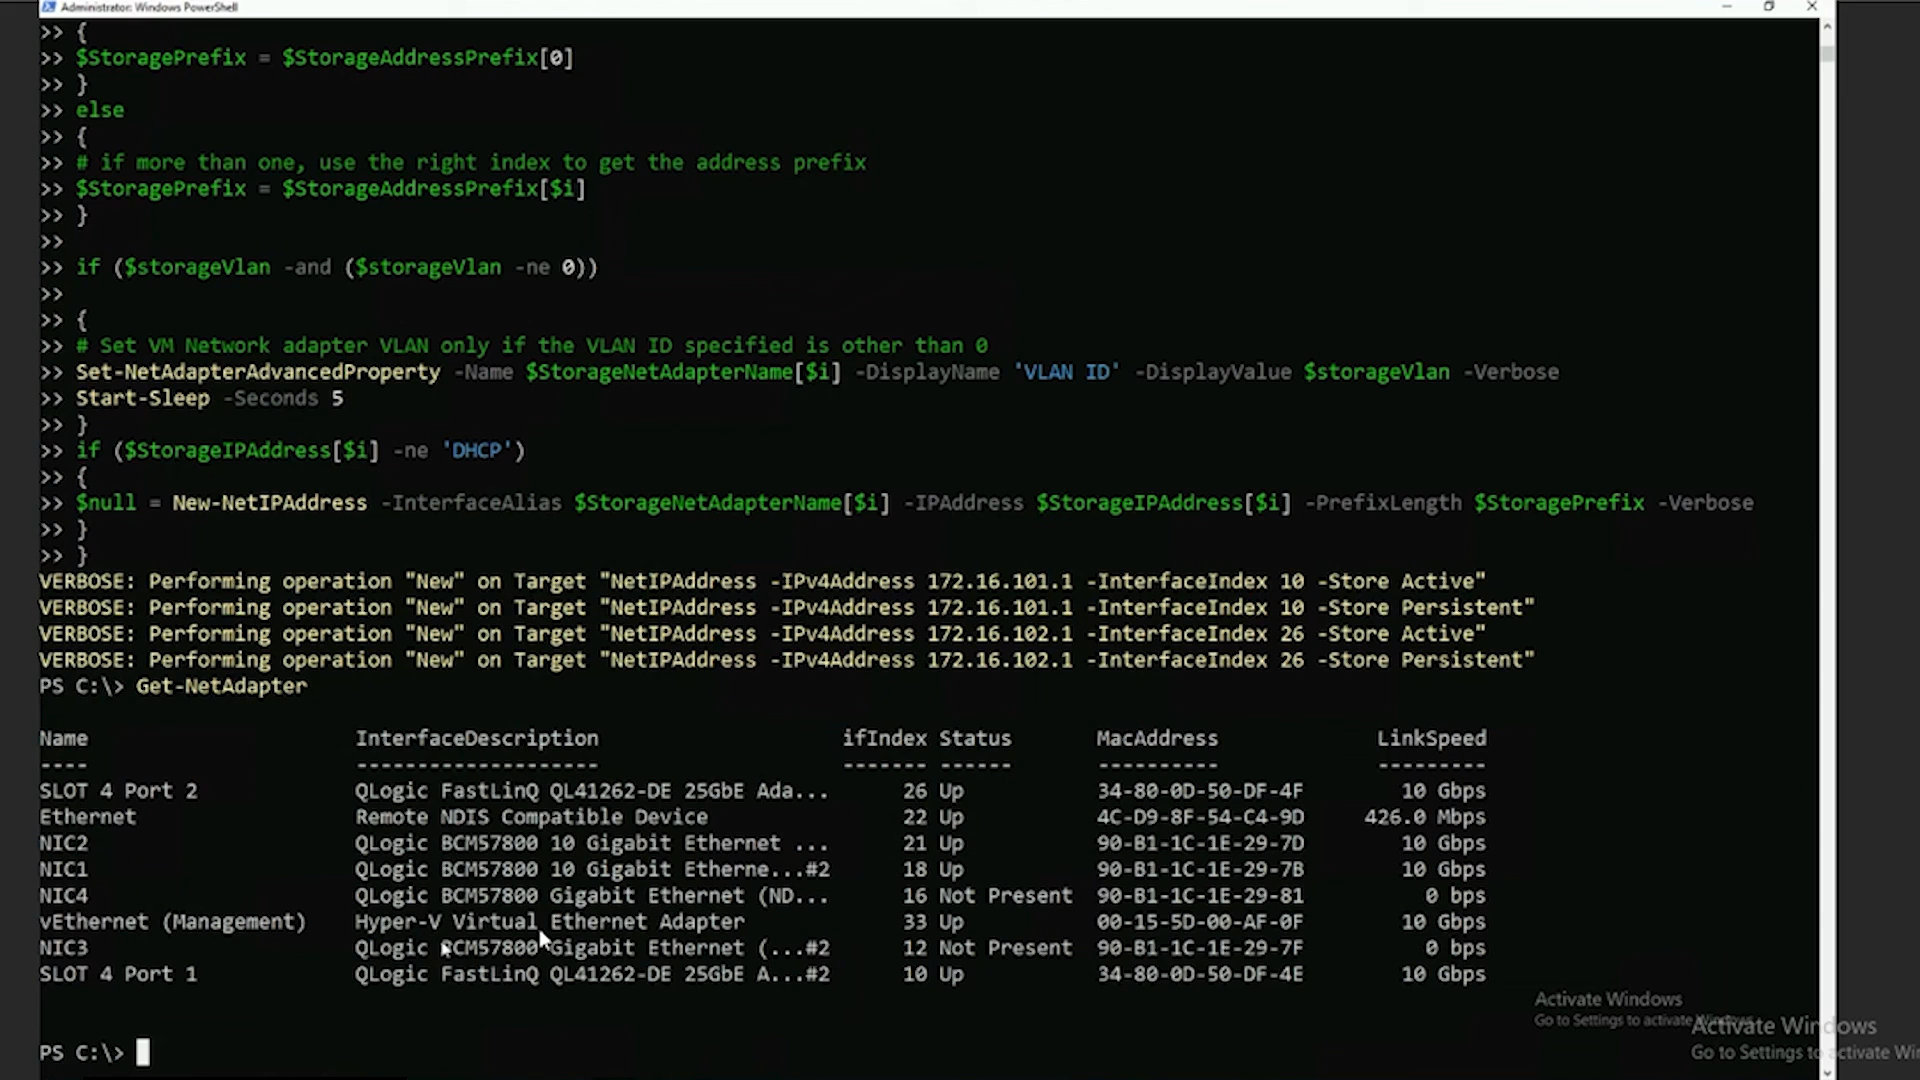 Administrator: Windows PowerShell
>> {
>> $StoragePrefix = $StorageAddressPrefix[0]
>> }
>> else
>> {
>> # if more than one, use the right index to get the address prefix
>> $StoragePrefix = $StorageAddressPrefix[$i]
>> }
>>
>> if ($storageVlan -and ($storageVlan -ne 0))
>>
>> {
>> # Set VM Network adapter VLAN only if the VLAN ID specified is other than 0
>> Set-NetAdapterAdvancedProperty -Name $StorageNetAdapterName[$i] -DisplayName 'VLAN ID' -DisplayValue $storageVlan -Verbose
>> Start-Sleep -Seconds 5
>> }
>> if ($StorageIPAddress[$i] -ne 'DHCP')
>> {
>> $null = New-NetIPAddress -InterfaceAlias $StorageNetAdapterName[$i] -IPAddress $StorageIPAddress[$i] -PrefixLength $StoragePrefix -Verbose
>> }
>> }
VERBOSE: Performing operation "New" on Target "NetIPAddress -IPv4Address 172.16.101.1 -InterfaceIndex 10 -Store Active"
VERBOSE: Performing operation "New" on Target "NetIPAddress -IPv4Address 172.16.101.1 -InterfaceIndex 10 -Store Persistent"
VERBOSE: Performing operation "New" on Target "NetIPAddress -IPv4Address 172.16.102.1 -InterfaceIndex 26 -Store Active"
VERBOSE: Performing operation "New" on Target "NetIPAddress -IPv4Address 172.16.102.1 -InterfaceIndex 26 -Store Persistent"
PS C:\> Get-NetAdapter
Name InterfaceDescription ifIndex Status MacAddress LinkSpeed
---- -------------------- ------- ------ ---------- ---------
SLOT 4 Port 2 QLogic FastLinQ QL41262-DE 25GbE Ada... 26 Up 34-80-0D-50-DF-4F 10 Gbps
Ethernet Remote NDIS Compatible Device 22 Up 4C-D9-8F-54-C4-9D 426.0 Mbps
NIC2 QLogic BCM57800 10 Gigabit Ethernet ... 21 Up 90-B1-1C-1E-29-7D 10 Gbps
NIC1 QLogic BCM57800 10 Gigabit Etherne...#2 18 Up 90-B1-1C-1E-29-7B 10 Gbps
NIC4 QLogic BCM57800 Gigabit Ethernet (ND... 16 Not Present 90-B1-1C-1E-29-81 0 bps
vEthernet (Management) Hyper-V Virtual Ethernet Adapter 33 Up 00-15-5D-00-AF-0F 10 Gbps
NIC3 QLogic BCM57800 Gigabit Ethernet (...#2 12 Not Present 90-B1-1C-1E-29-7F 0 bps
SLOT 4 Port 1 QLogic FastLinQ QL41262-DE 25GbE A...#2 10 Up 34-80-0D-50-DF-4E 10 Gbps
PS C:\>
Activate Windows
Go to Settings to activate
Activate Windows
Go to Settings to activate Wi